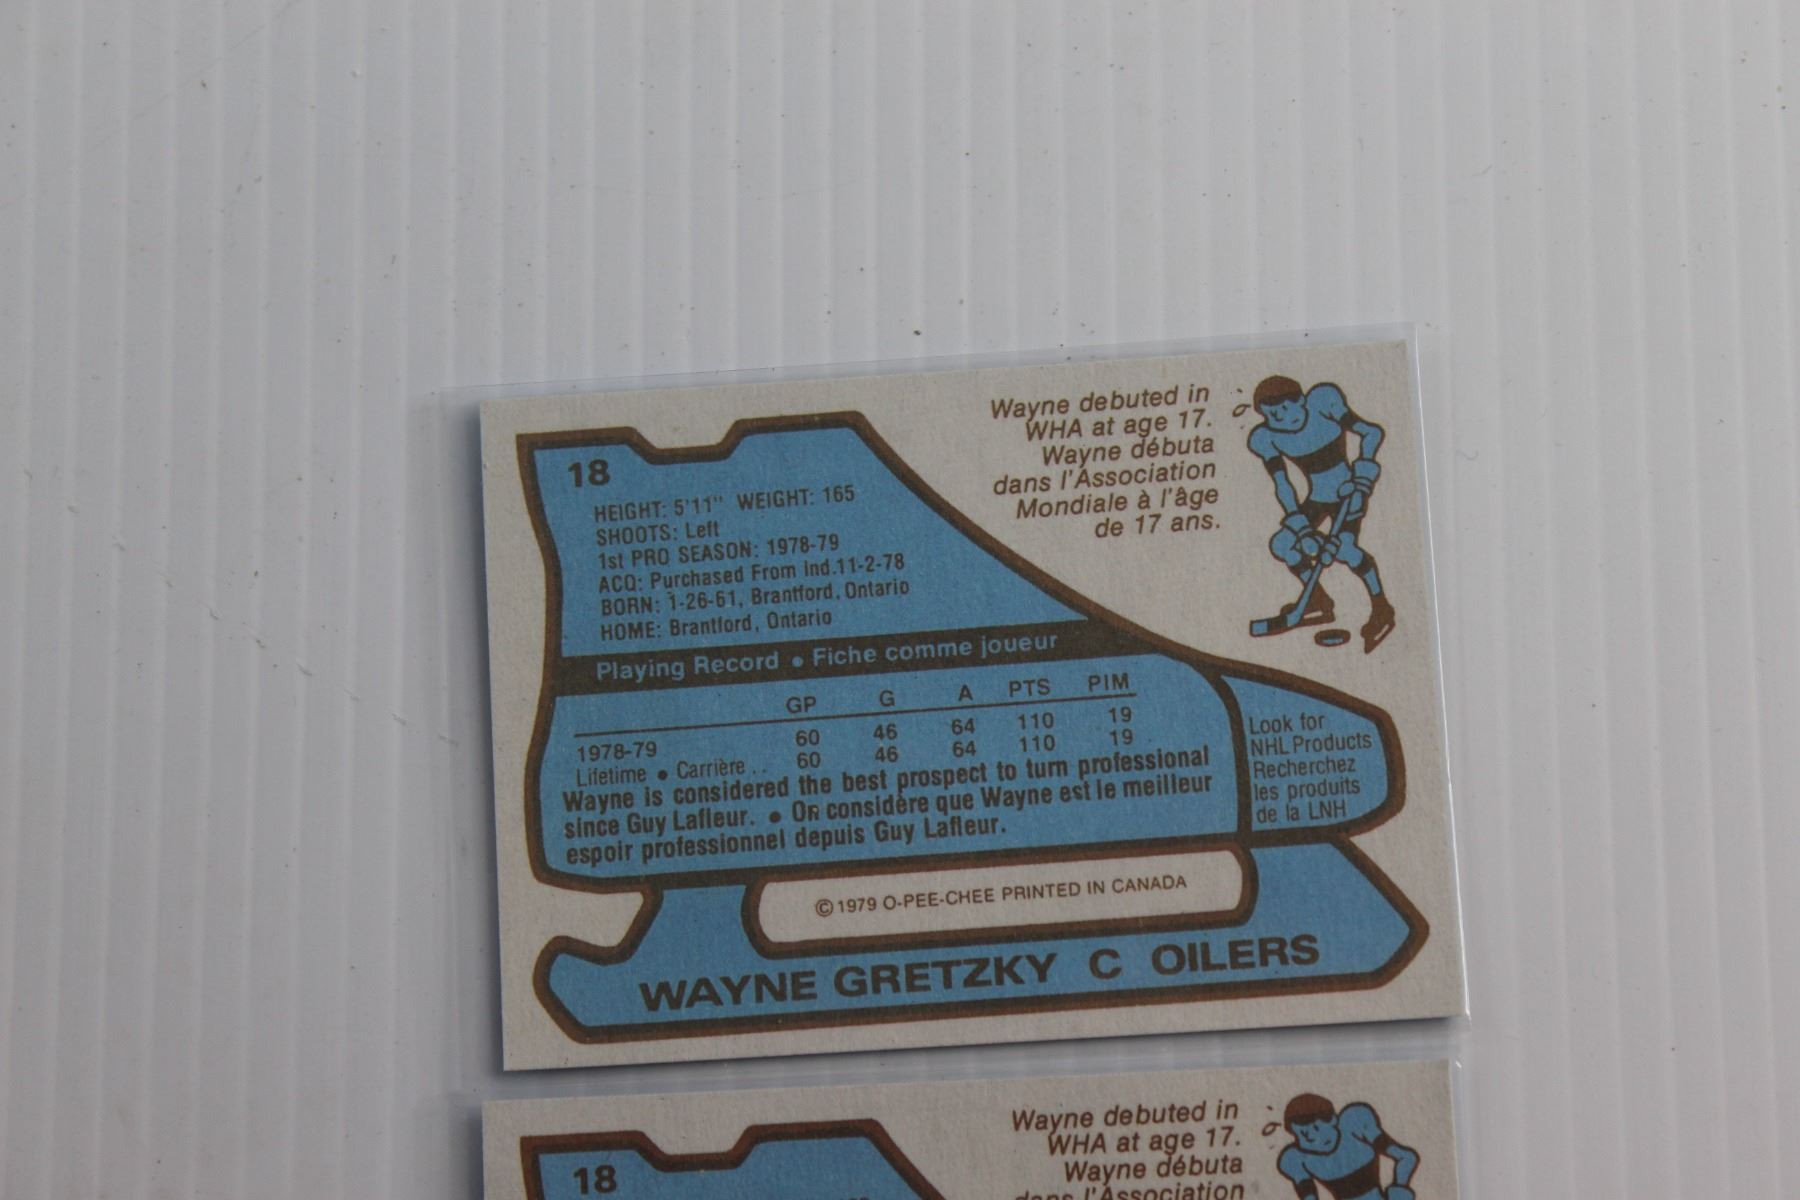 18
HEIGHT: 5'11" WEIGHT: 165
SHOOTS: Left
1st PRO SEASON: 1978-79
ACQ: Purchased From Ind.11-2-78
BORN: 1-26-61, Brantford, Ontario
HOME: Brantford, Ontario
Wayne debuted in
WHA at age 17.
Wayne débuta
dans l'Association
Mondiale à l'âge
de 17 ans.
Playing Record • Fiche comme joueur
GP G A PTS PIM
1978-79 60 46 64 110 19
Lifetime • Carrière .. 60 46 64 110 19
Wayne is considered the best prospect to turn professional
since Guy Lafleur. • On considère que Wayne est le meilleur
espoir professionnel depuis Guy Lafleur.
Look for
NHL Products
Recherchez
les produits
de la LNH
© 1979 O-PEE-CHEE PRINTED IN CANADA
WAYNE GRETZKY C OILERS
18
Wayne debuted in
WHA at age 17.
Wayne débuta
dans l'Association